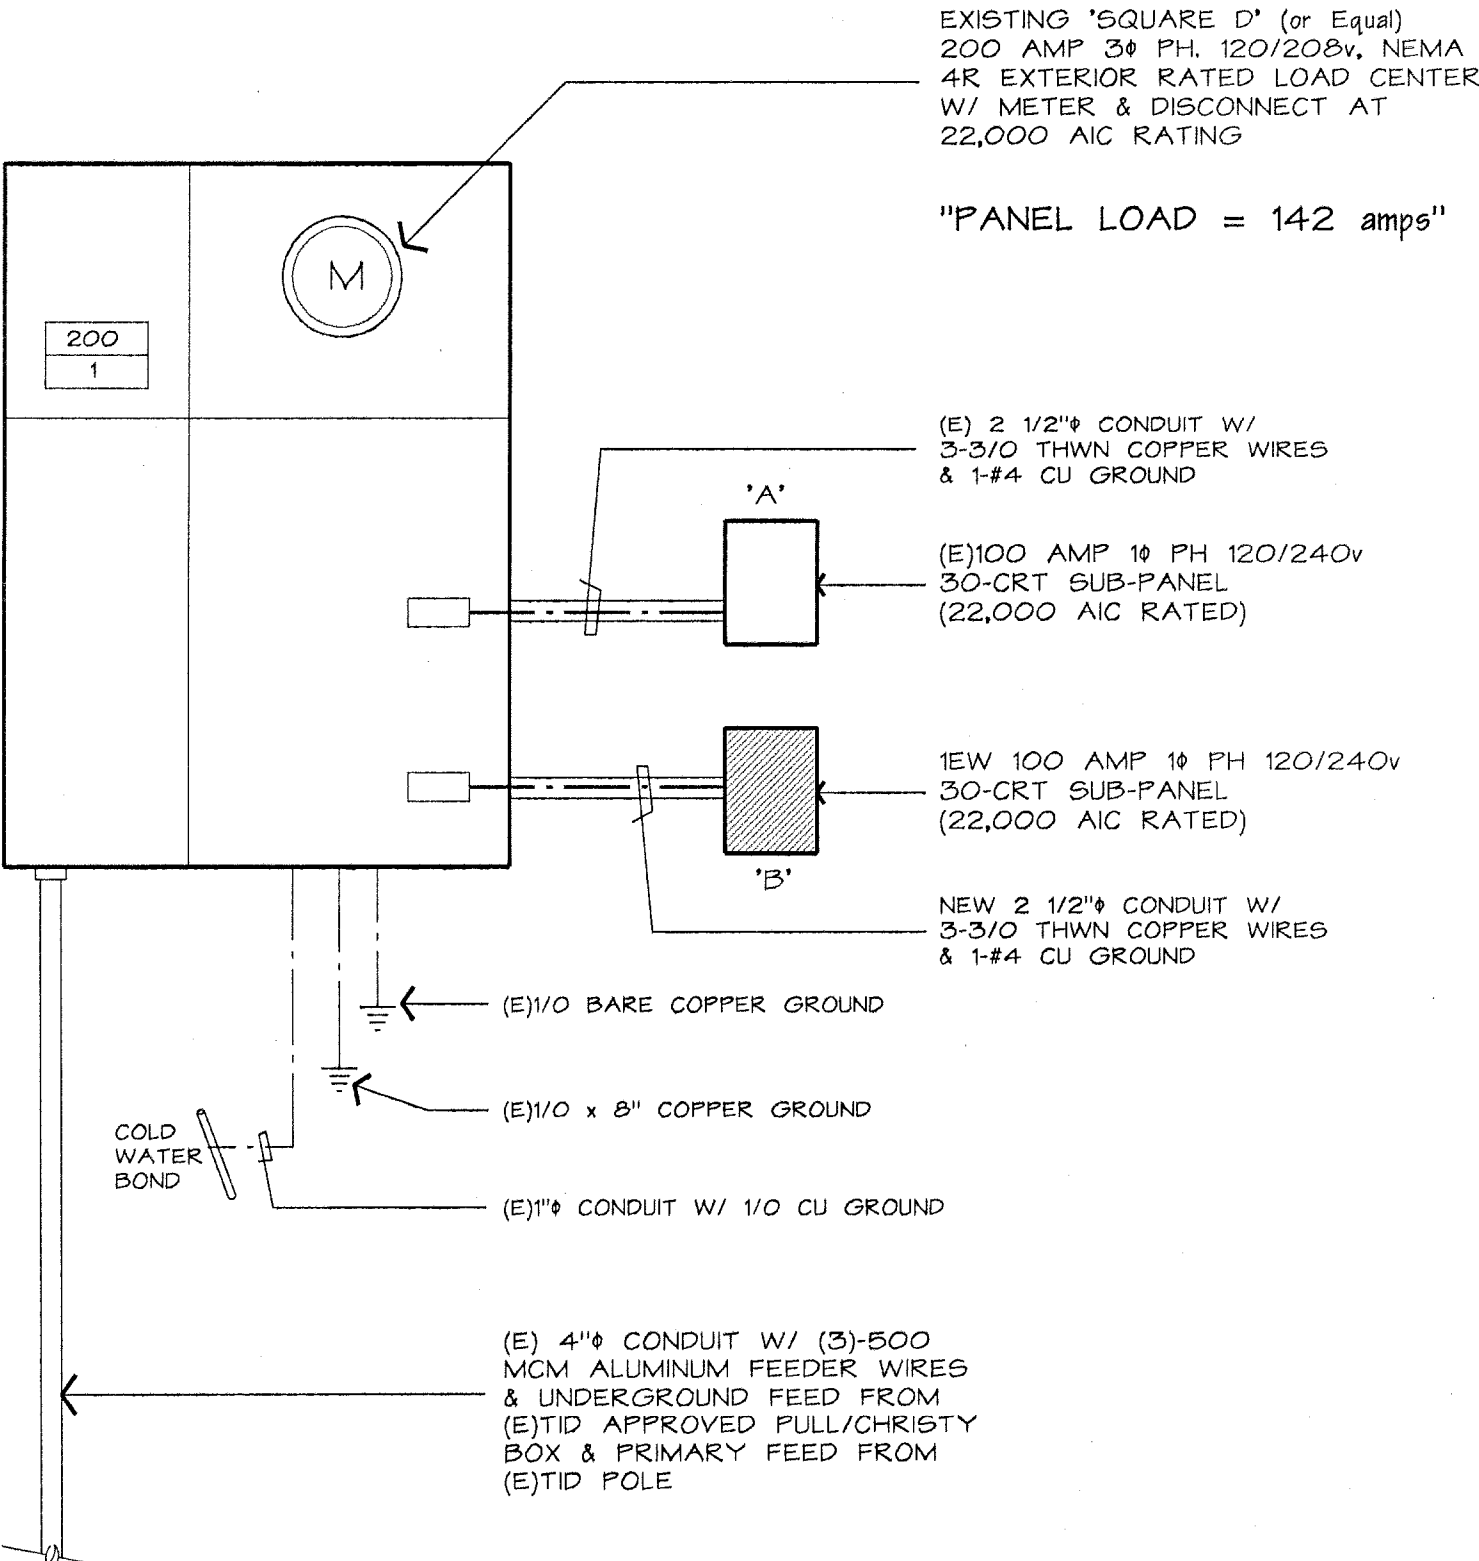 EXISTING 'SQUARE D' (or Equal)
200 AMP 3ϕ PH. 120/208v, NEMA
4R EXTERIOR RATED LOAD CENTER
W/ METER & DISCONNECT AT
22,000 AIC RATING
"PANEL LOAD = 142 amps"
M
200
1
(E) 2 1/2"ϕ CONDUIT W/
3-3/0 THWN COPPER WIRES
& 1-#4 CU GROUND
'A'
(E)100 AMP 1ϕ PH 120/240v
30-CRT SUB-PANEL
(22,000 AIC RATED)
1EW 100 AMP 1ϕ PH 120/240v
30-CRT SUB-PANEL
(22,000 AIC RATED)
'B'
NEW 2 1/2"ϕ CONDUIT W/
3-3/0 THWN COPPER WIRES
& 1-#4 CU GROUND
(E)1/0 BARE COPPER GROUND
(E)1/0 x 8" COPPER GROUND
COLD
WATER
BOND
(E)1"ϕ CONDUIT W/ 1/0 CU GROUND
(E) 4"ϕ CONDUIT W/ (3)-500
MCM ALUMINUM FEEDER WIRES
& UNDERGROUND FEED FROM
(E)TID APPROVED PULL/CHRISTY
BOX & PRIMARY FEED FROM
(E)TID POLE